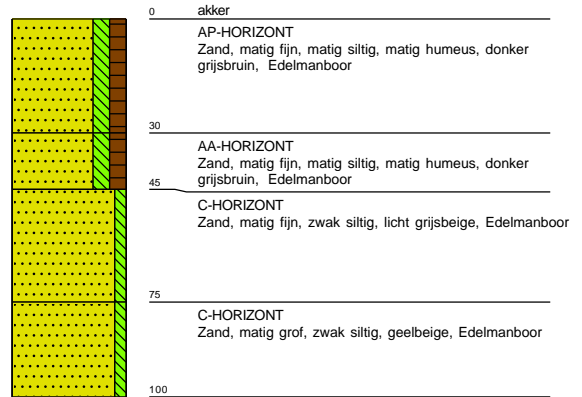 0 akker
AP-HORIZONT
Zand, matig fijn, matig siltig, matig humeus, donker
grijsbruin, Edelmanboor
30
AA-HORIZONT
Zand, matig fijn, matig siltig, matig humeus, donker
grijsbruin, Edelmanboor
45
C-HORIZONT
Zand, matig fijn, zwak siltig, licht grijsbeige, Edelmanboor
75
C-HORIZONT
Zand, matig grof, zwak siltig, geelbeige, Edelmanboor
100